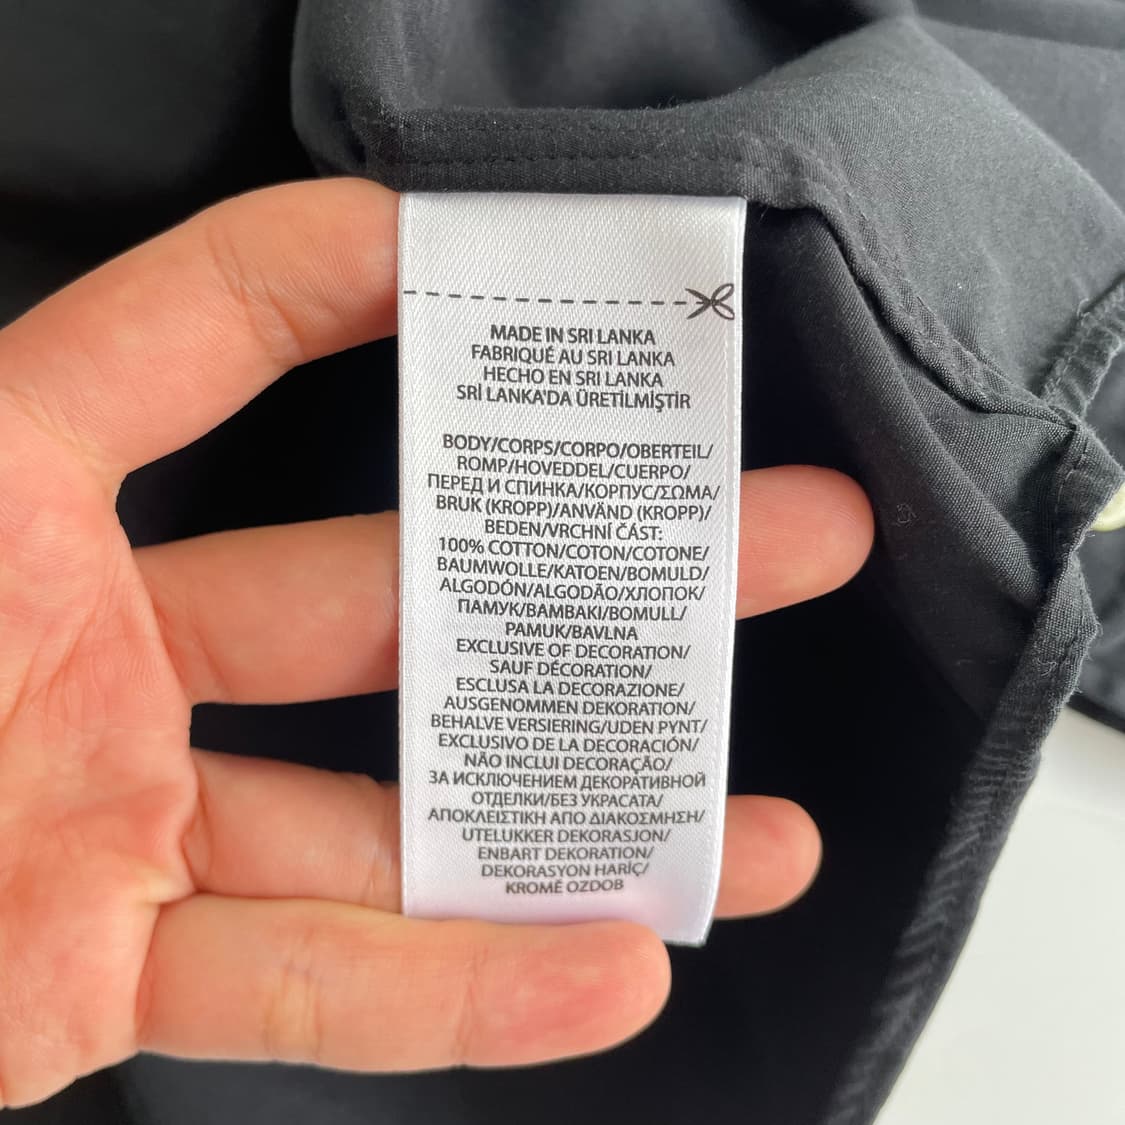 MADE IN SRI LANKA
FABRIQUÉ AU SRI LANKA
HECHO EN SRI LANKA
SRİ LANKA'DA ÜRETİLMİŞTİR
BODY/CORPS/CORPO/OBERTEIL/
ROMP/HOVEDDEL/CUERPO/
ПЕРЕД И СПИНКА/КОРПУС/ΣΩΜΑ/
BRUK (KROPP)/ANVÄND (KROPP)/
BEDEN/VRCHNÍ ČÁST:
100% COTTON/COTON/COTONE/
BAUMWOLLE/KATOEN/BOMULD/
ALGODÓN/ALGODÃO/ХЛОПОК/
ПАМУК/ΒΑΜΒΑΚΙ/BOMULL/
PAMUK/BAVLNA
EXCLUSIVE OF DECORATION/
SAUF DÉCORATION/
ESCLUSA LA DECORAZIONE/
AUSGENOMMEN DEKORATION/
BEHALVE VERSIERING/UDEN PYNT/
EXCLUSIVO DE LA DECORACIÓN/
NÃO INCLUI DECORAÇÃO/
ЗА ИСКЛЮЧЕНИЕМ ДЕКОРАТИВНОЙ
ОТДЕЛКИ/БЕЗ УКРАСАТА/
ΑΠΟΚΛΕΙΣΤΙΚΗ ΑΠΟ ΔΙΑΚΟΣΜΗΣΗ/
UTELUKKER DEKORASJON/
ENBART DEKORATION/
DEKORASYON HARİÇ/
KROMĚ OZDOB